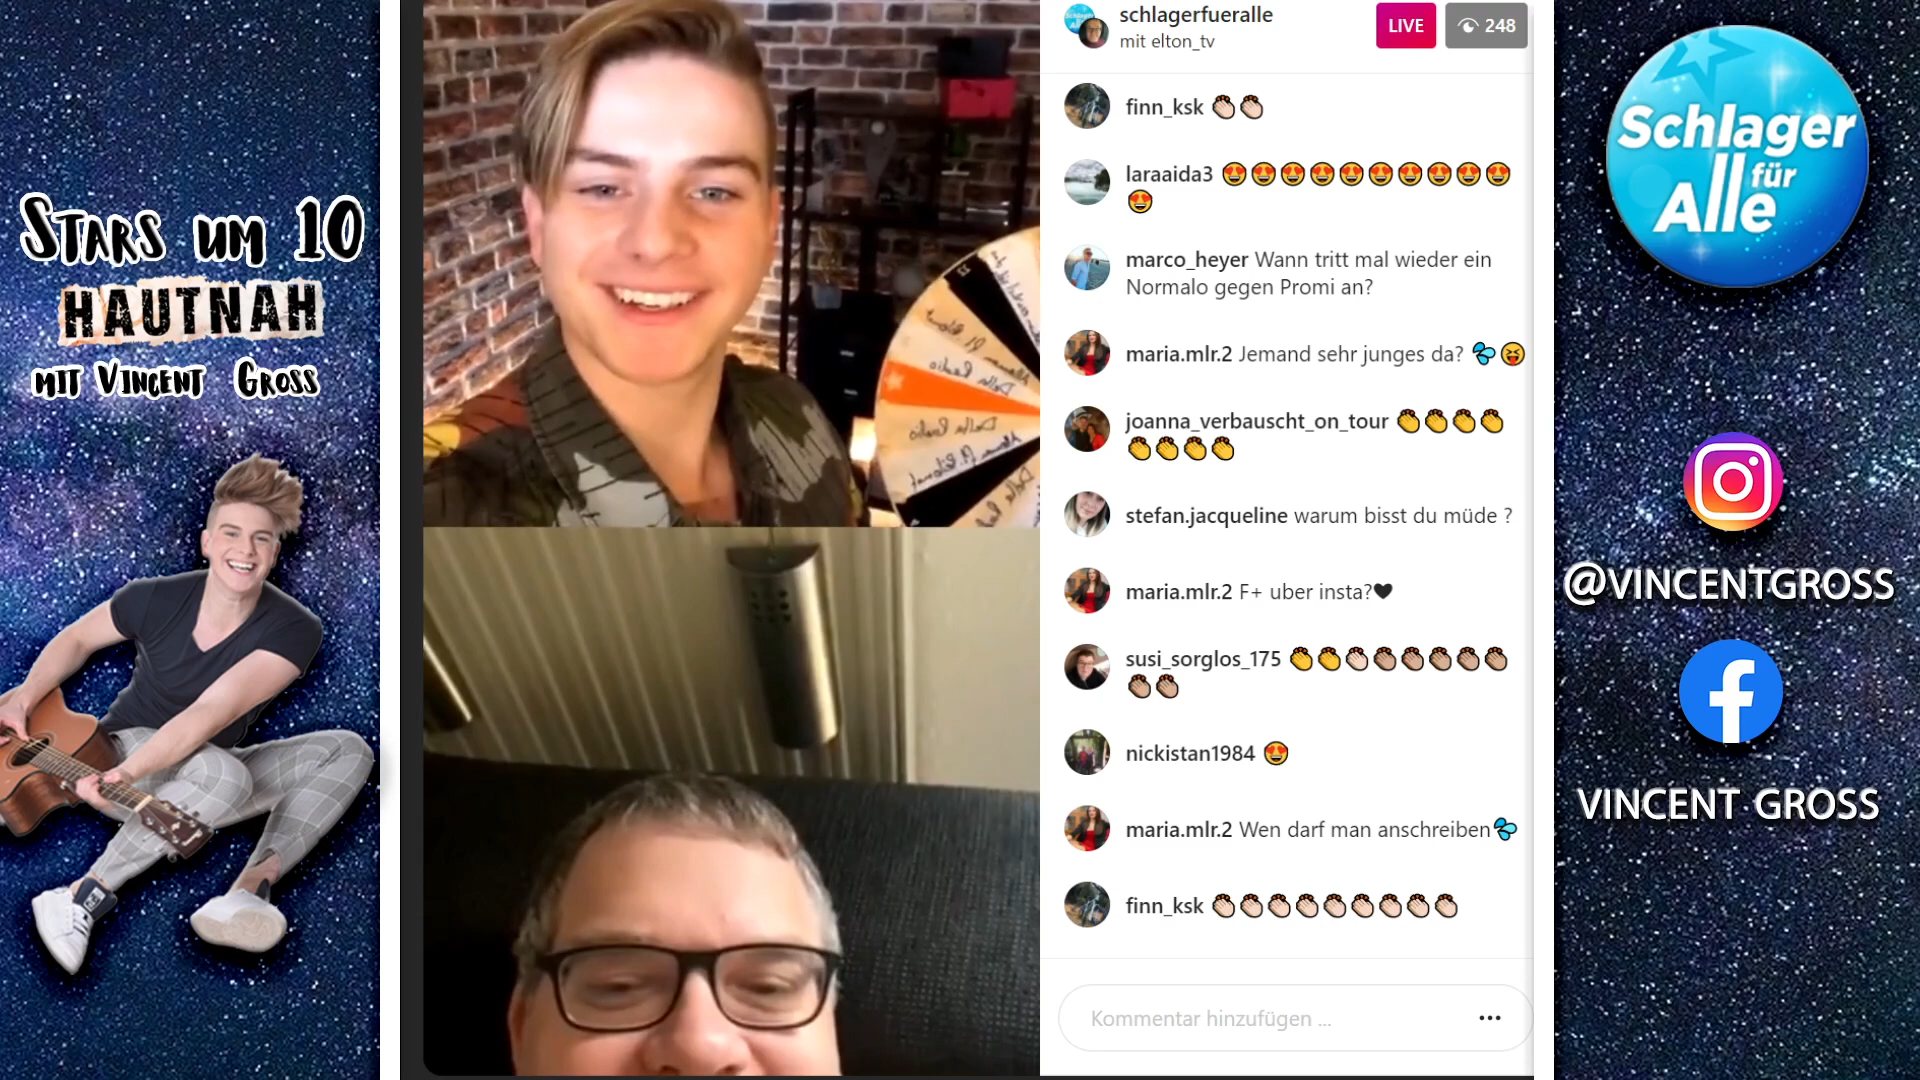 STARS UM 10
HAUTNAH
MIT VINCENT GROSS
schlagerfueralle
mit elton_tv
LIVE
248
finn_ksk 👏🏻👏🏻
laraaida3 😍😍😍😍😍😍😍😍😍😍
😍
marco_heyer Wann tritt mal wieder ein
Normalo gegen Promi an?
maria.mlr.2 Jemand sehr junges da? 💦😝
joanna_verbauscht_on_tour 👏👏👏👏
👏👏👏👏
stefan.jacqueline warum bisst du müde ?
maria.mlr.2 F+ uber insta?🖤
susi_sorglos_175 👏👏👏🏻👏🏽👏🏽👏🏽👏🏽👏🏽
👏🏽👏🏽
nickistan1984 😍
maria.mlr.2 Wen darf man anschreiben💦
finn_ksk 👏🏻👏🏻👏🏻👏🏻👏🏻👏🏻👏🏻👏🏻👏🏻
Kommentar hinzufügen ...
Schlager
für
Alle
@VINCENTGROSS
VINCENT GROSS